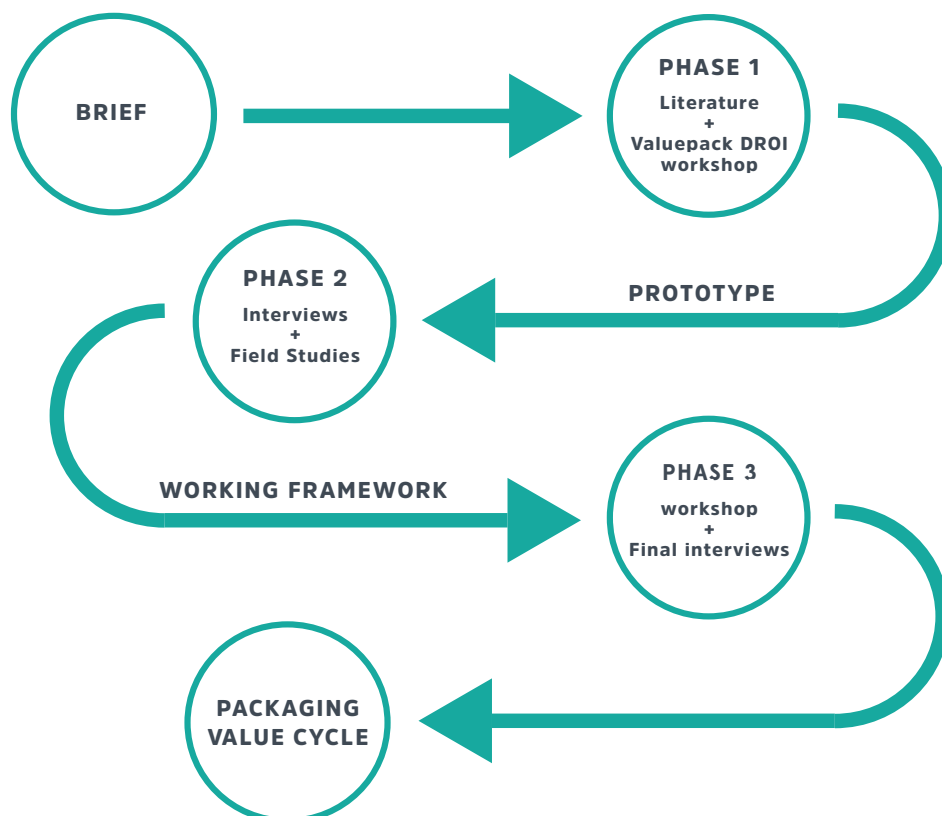 BRIEF
PHASE 1
Literature
+
Valuepack DROI
workshop
PROTOTYPE
PHASE 2
Interviews
+
Field Studies
WORKING FRAMEWORK
PHASE 3
workshop
+
Final interviews
PACKAGING
VALUE CYCLE